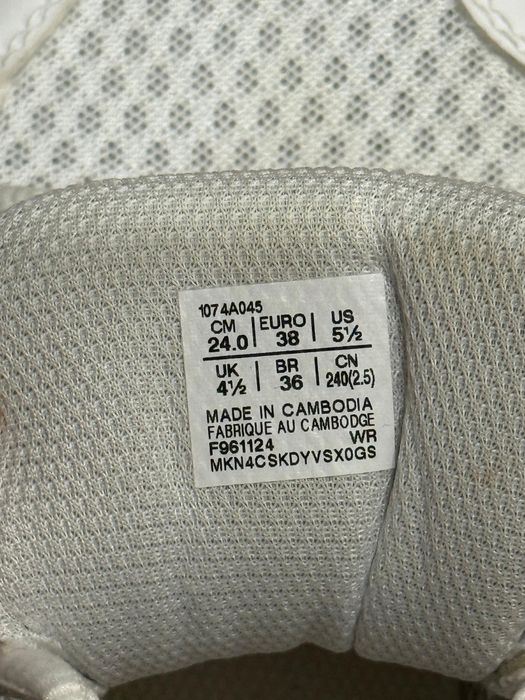 1074A045
CM EURO US
24.0 38 5½
UK BR CN
4½ 36 240(2.5)
MADE IN CAMBODIA
FABRIQUE AU CAMBODGE
F961124 WR
MKN4CSKDYVSX0GS